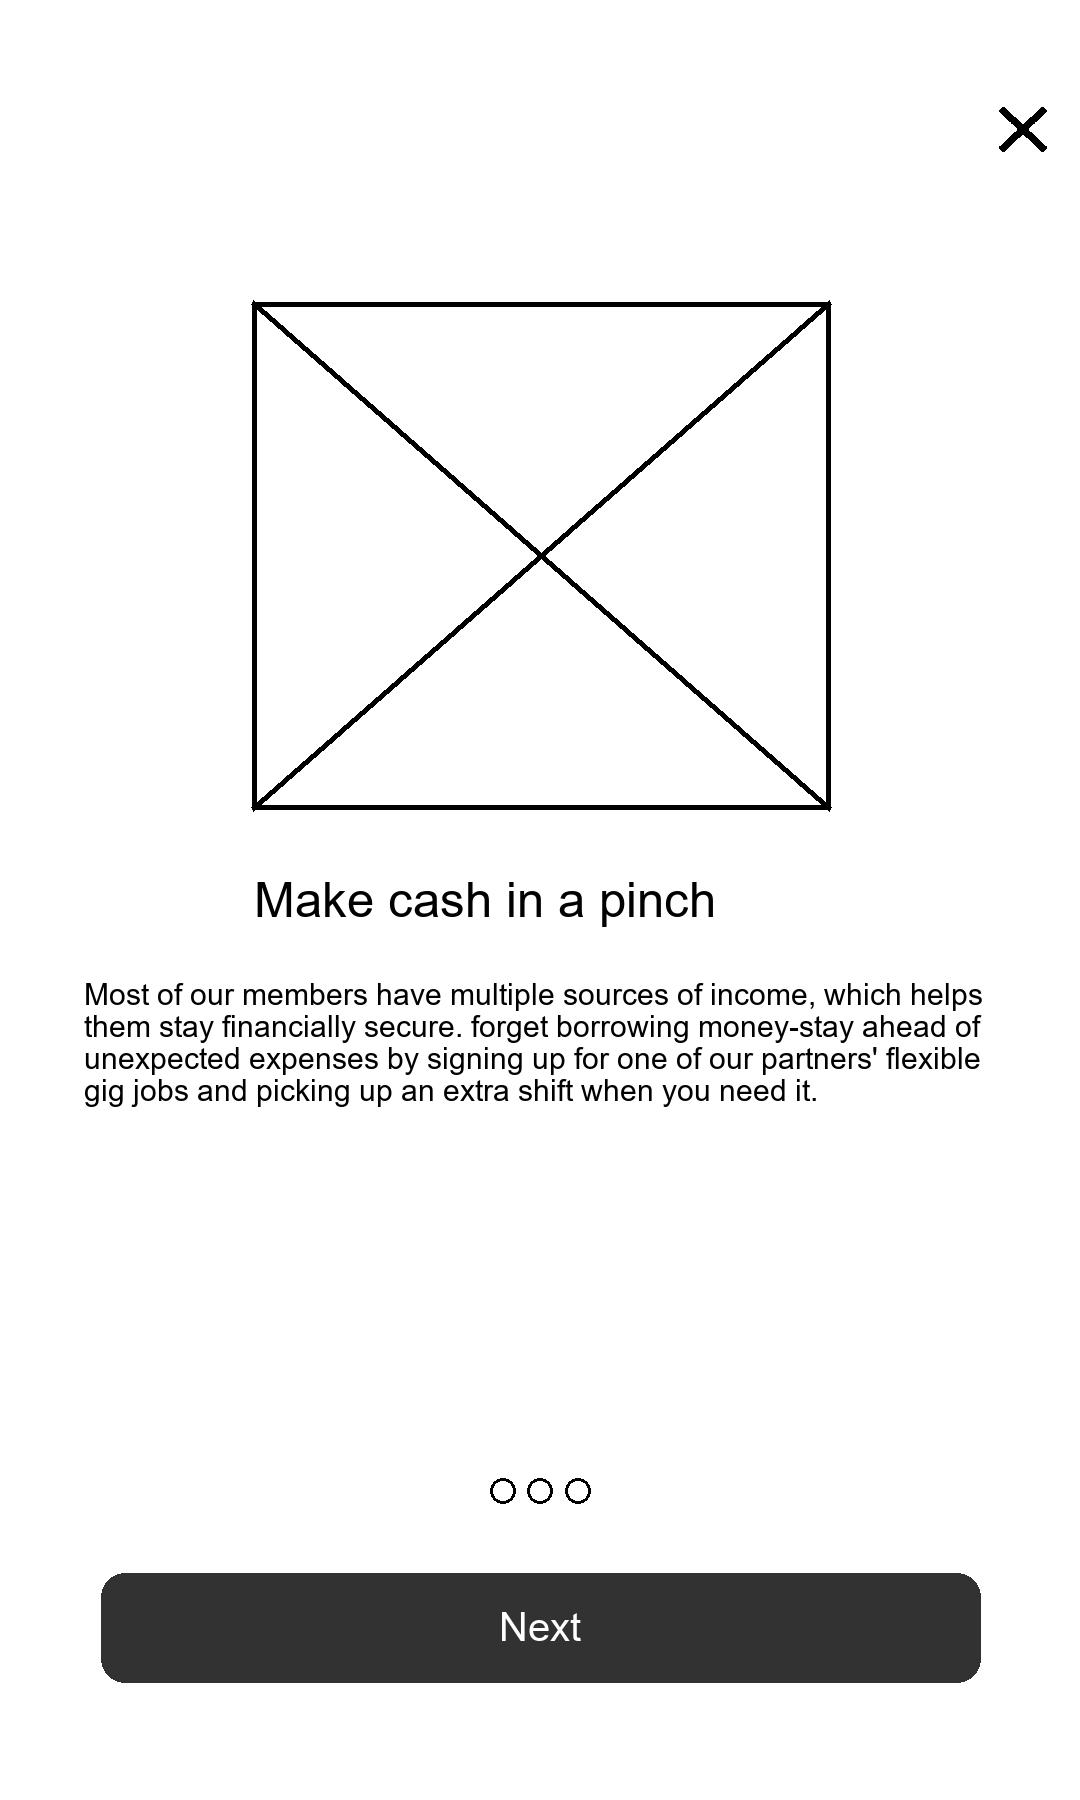 Make cash in a pinch
Most of our members have multiple sources of income, which helps
them stay financially secure. forget borrowing money-stay ahead of
unexpected expenses by signing up for one of our partners' flexible
gig jobs and picking up an extra shift when you need it.
Next